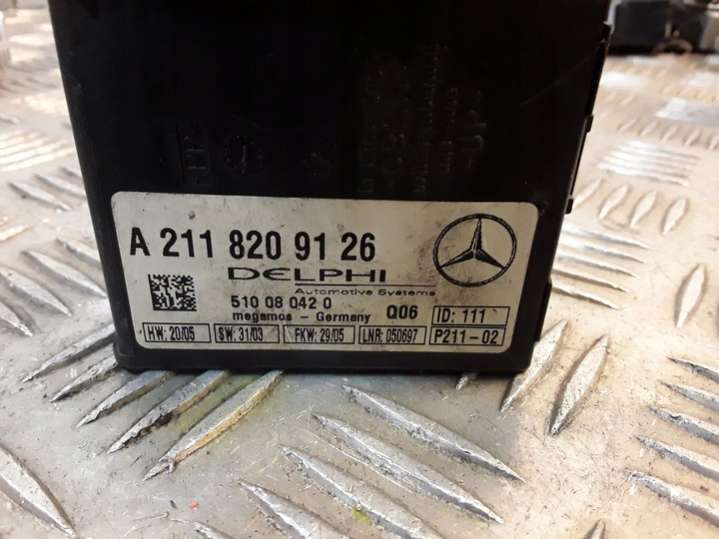 A 211 820 91 26
DELPHI
Automotive Systems
510 08 042 0
megamos - Germany
Q06
ID: 111
HW: 20/05
SW: 31/03
FKW: 29/05
LNR: 050697
P211-02